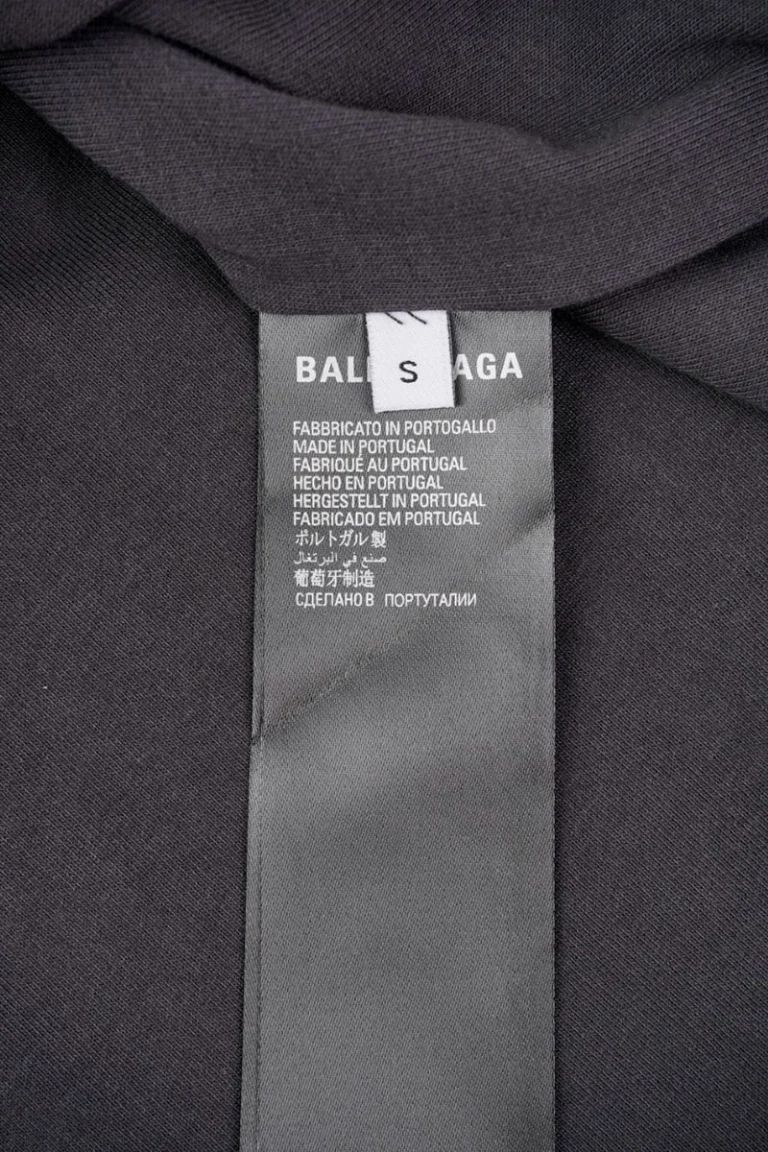 BAL AGA
S
FABBRICATO IN PORTOGALLO
MADE IN PORTUGAL
FABRIQUÉ AU PORTUGAL
HECHO EN PORTUGAL
HERGESTELLT IN PORTUGAL
FABRICADO EM PORTUGAL
ポルトガル製
صنع في البرتغال
葡萄牙制造
СДЕЛАНО В ПОРТУТАЛИИ